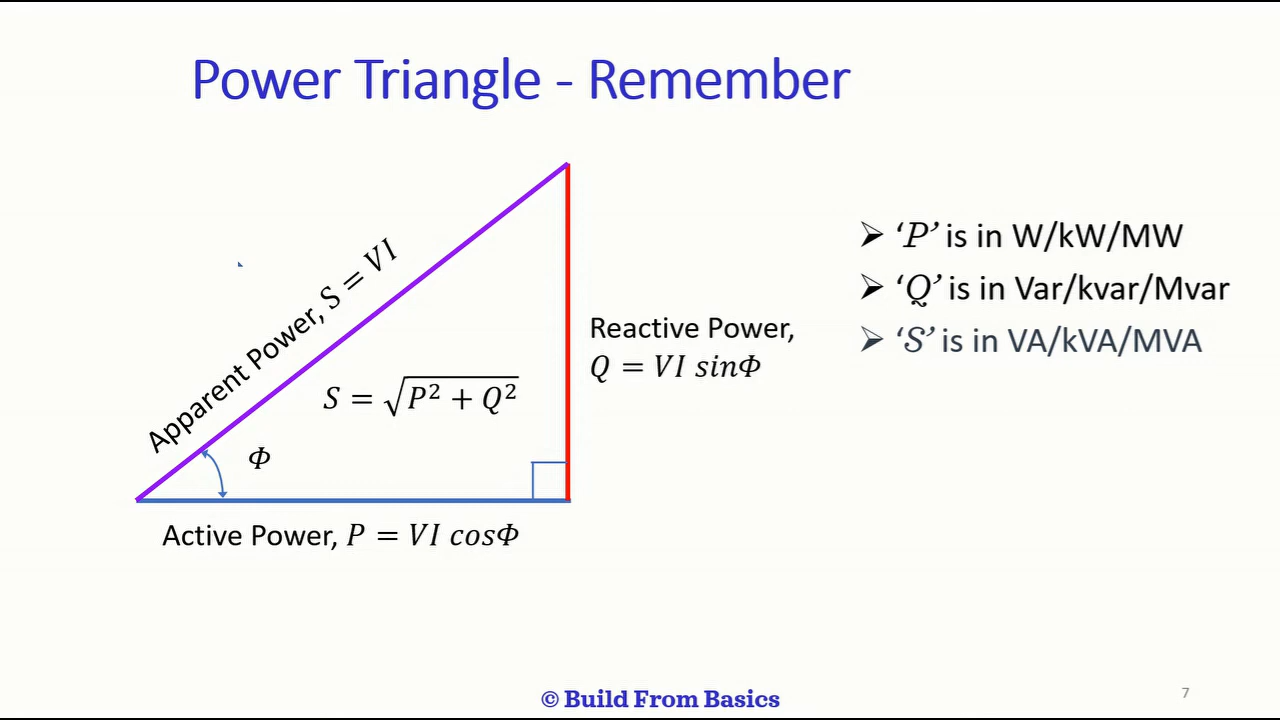 Power Triangle - Remember
Apparent Power, S = VI
S = √(P² + Q²)
Φ
Reactive Power,
Q = VI sinΦ
Active Power, P = VI cosΦ
➢ ‘P’ is in W/kW/MW
➢ ‘Q’ is in Var/kvar/Mvar
➢ ‘S’ is in VA/kVA/MVA
© Build From Basics
7